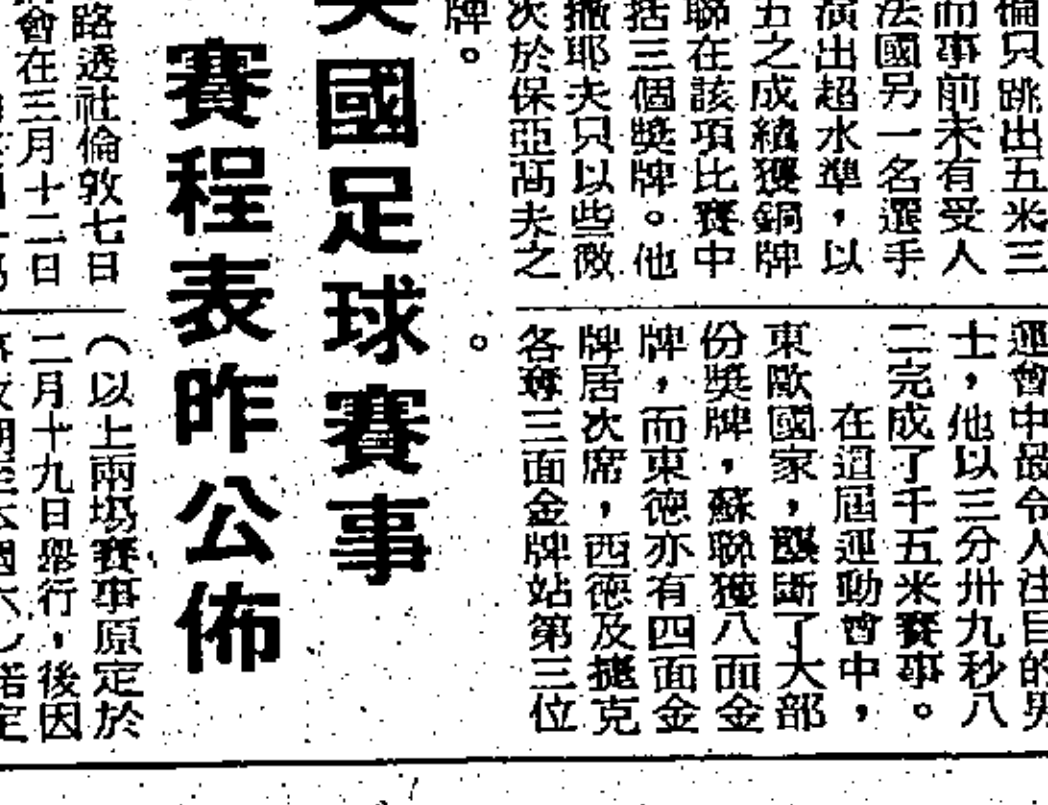 倫只跳出五米三
而事前未有受人
法國另一名選手
演出超水準，以
五之成績獲銅牌
聯在該項比賽中
括三個獎牌。他
撒耶夫只以些微
次於保亞高夫之
牌。
運會中最令人注目的男
士，他以三分卅九秒八
二完成了千五米賽事。
在這屆運動會中，
東歐國家，壟斷了大部
份獎牌，蘇聯獲八面金
牌，而東德亦有四面金
牌居次席，西德及捷克
各奪三面金牌站第三位
。
英國足球賽事
賽程表昨公佈
路透社倫敦七日
會在三月十二日
（以上兩場賽事原定於
二月十九日舉行，後因